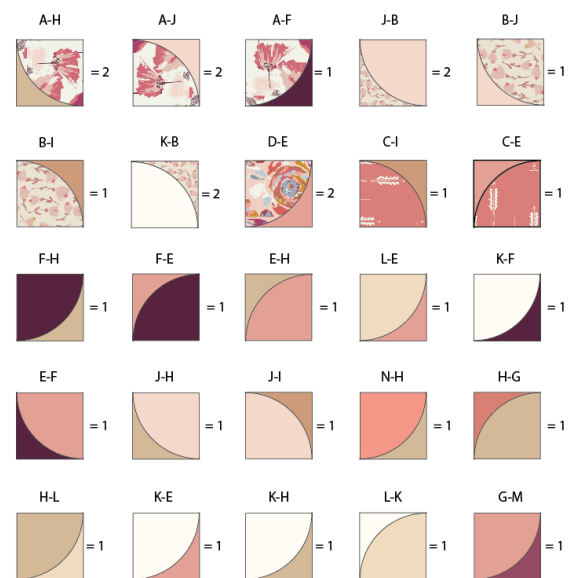 A-H A-J A-F J-B B-J
= 2 = 2 = 1 = 2 = 1
B-I K-B D-E C-I C-E
= 1 = 2 = 2 = 1 = 1
F-H F-E E-H L-E K-F
= 1 = 1 = 1 = 1 = 1
E-F J-H J-I N-H H-G
= 1 = 1 = 1 = 1 = 1
H-L K-E K-H L-K G-M
= 1 = 1 = 1 = 1 = 1